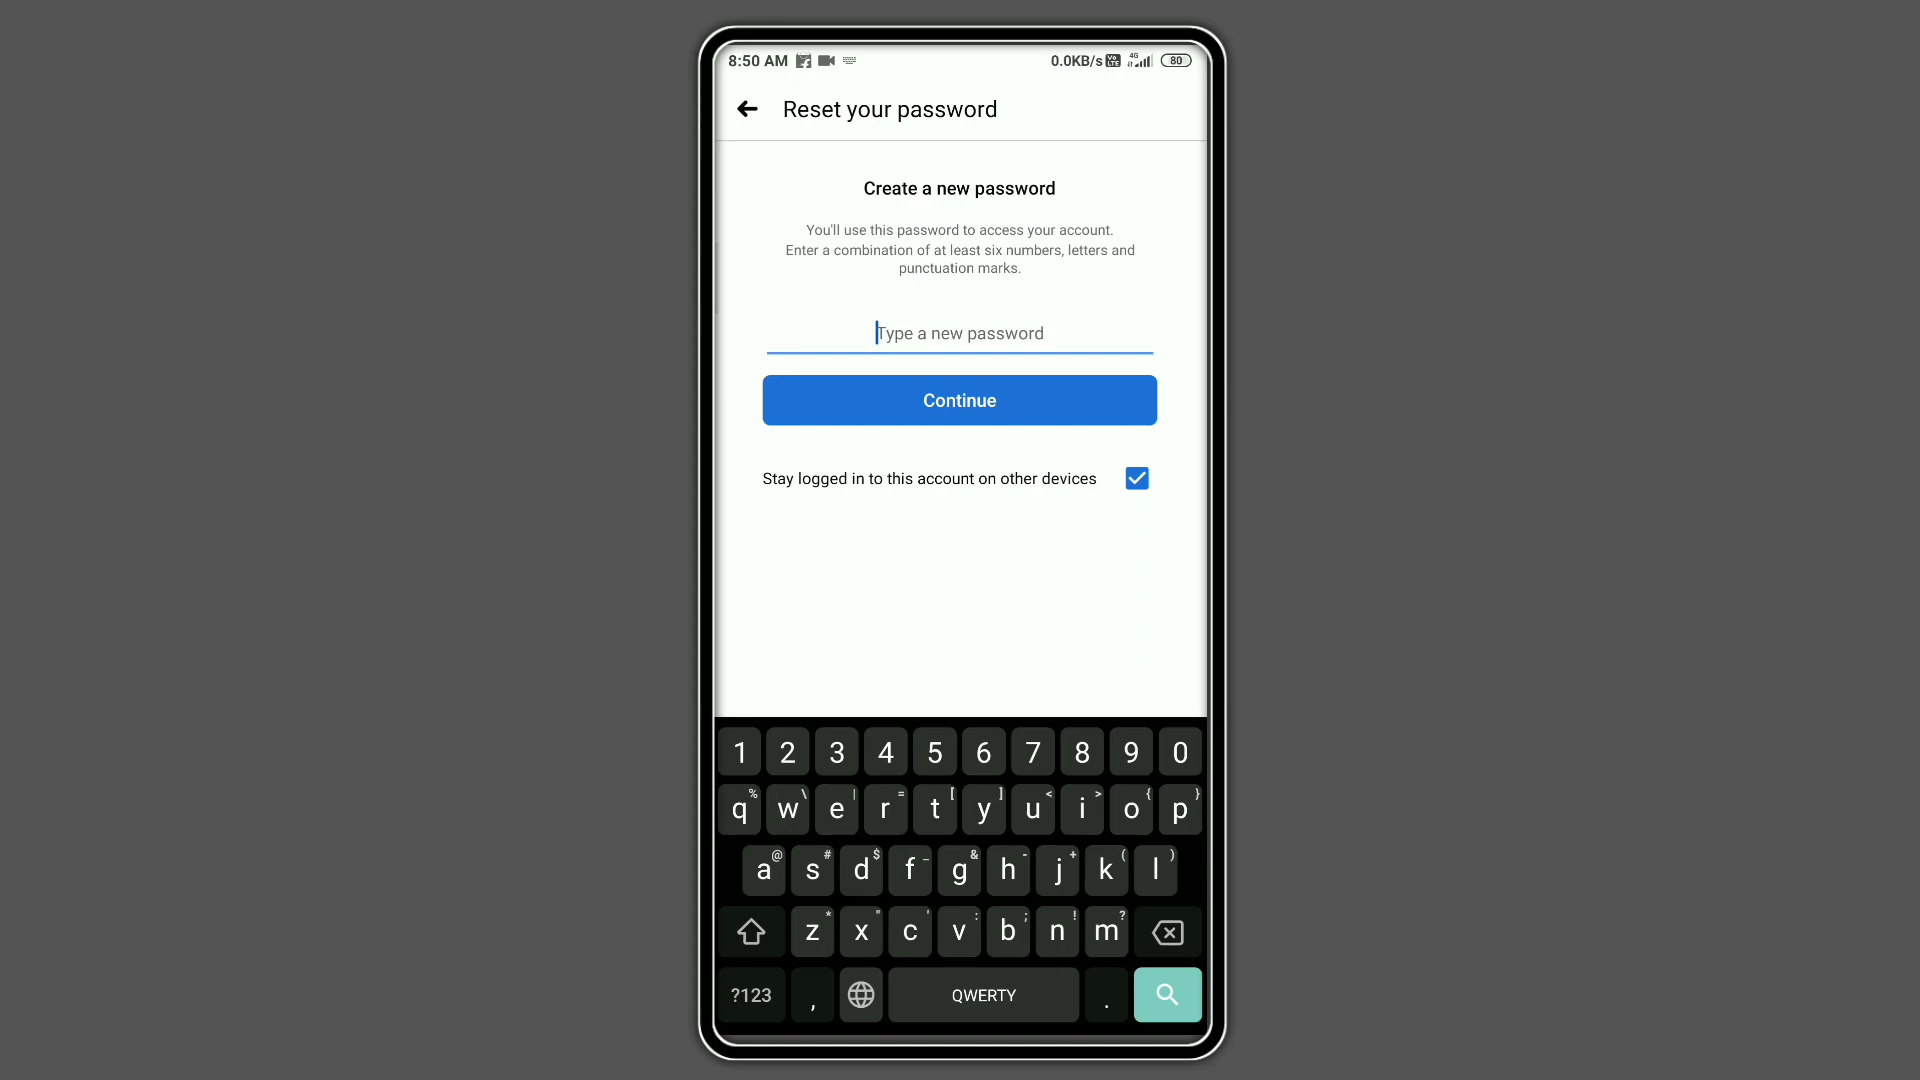 8:50 AM 0.0KB/s Vo LTE 4G 80
Reset your password
Create a new password
You'll use this password to access your account.
Enter a combination of at least six numbers, letters and
punctuation marks.
Type a new password
Continue
Stay logged in to this account on other devices
1 2 3 4 5 6 7 8 9 0
% \ | = [ ] < > { }
q w e r t y u i o p
@ # $ _ & - + ( )
a s d f g h j k l
* " ' : ; ! ?
z x c v b n m
?123 , QWERTY .